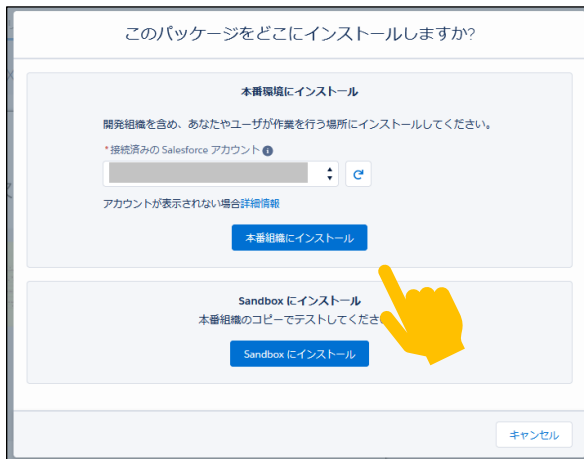 このパッケージをどこにインストールしますか?
本番環境にインストール
開発組織を含め、あなたやユーザが作業を行う場所にインストールしてください。
*接続済みの Salesforce アカウント
アカウントが表示されない場合詳細情報
本番組織にインストール
Sandbox にインストール
本番組織のコピーでテストしてくださ
Sandbox にインストール
キャンセル